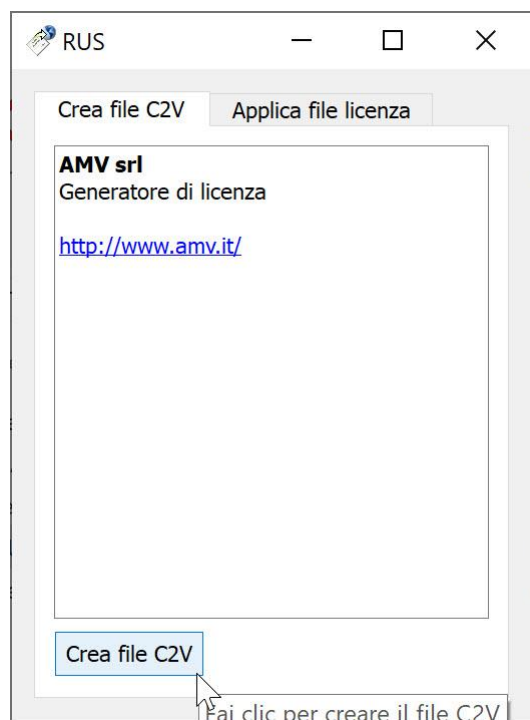 RUS
Crea file C2V
Applica file licenza
AMV srl
Generatore di licenza
http://www.amv.it/
Crea file C2V
Fai clic per creare il file C2V